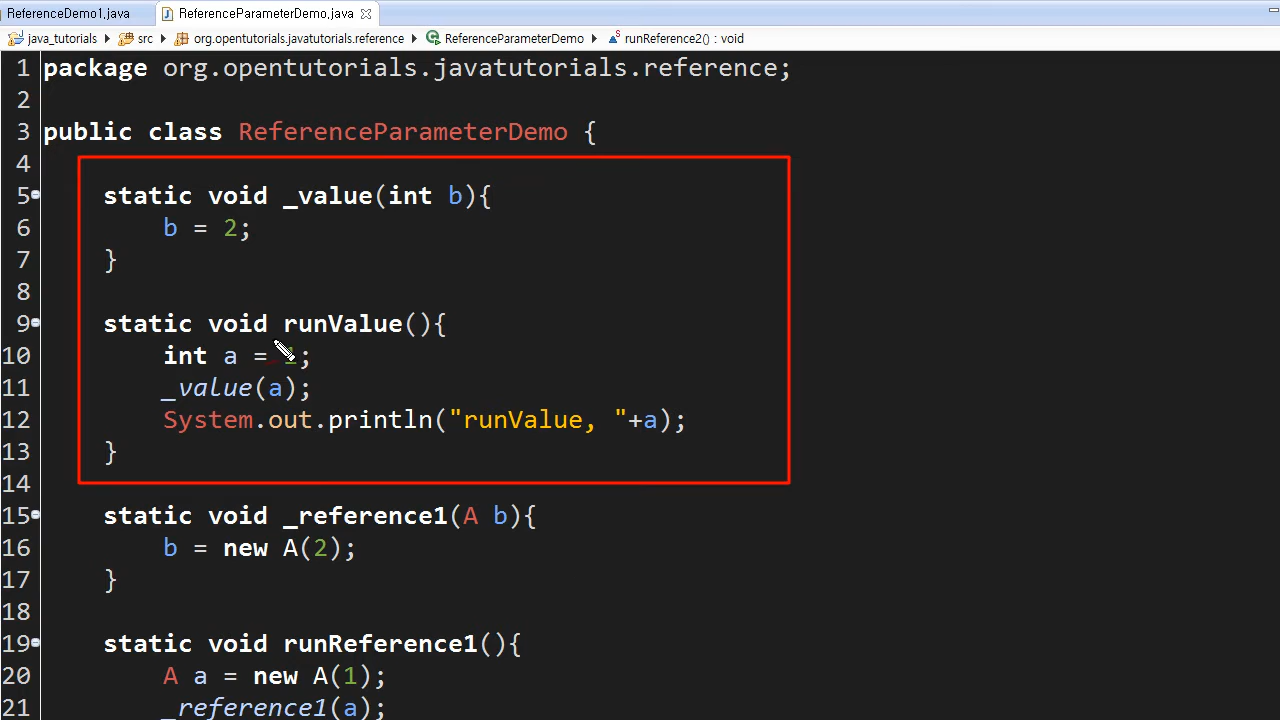 ReferenceDemo1.java ReferenceParameterDemo.java
java_tutorials src org.opentutorials.javatutorials.reference ReferenceParameterDemo runReference2() : void
1 package org.opentutorials.javatutorials.reference;
2
3 public class ReferenceParameterDemo {
4
5 static void _value(int b){
6 b = 2;
7 }
8
9 static void runValue(){
10 int a = 1;
11 _value(a);
12 System.out.println("runValue, "+a);
13 }
14
15 static void _reference1(A b){
16 b = new A(2);
17 }
18
19 static void runReference1(){
20 A a = new A(1);
21 _reference1(a);